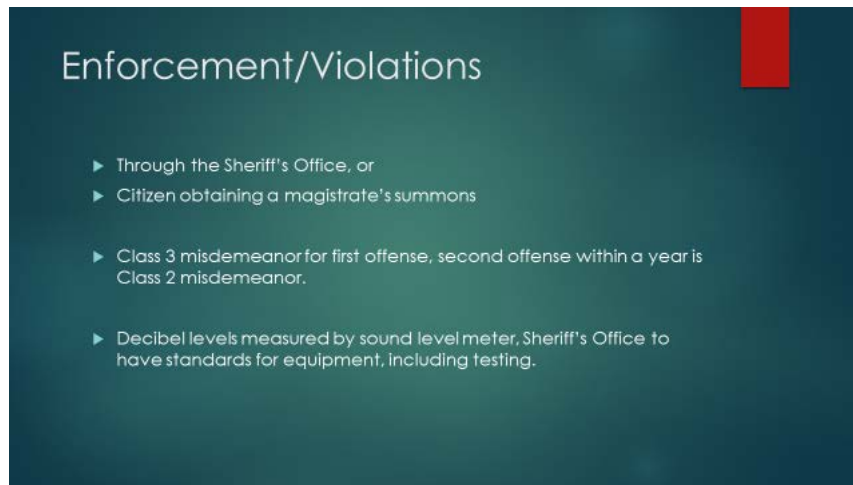 Enforcement/Violations
Through the Sheriff's Office, or
Citizen obtaining a magistrate's summons
Class 3 misdemeanor for first offense, second offense within a year is
Class 2 misdemeanor.
Decibel levels measured by sound level meter, Sheriff's Office to
have standards for equipment, including testing.